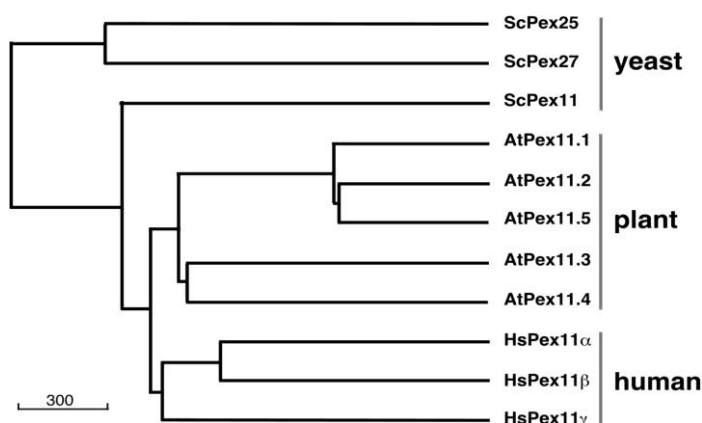 ScPex25
ScPex27
yeast
ScPex11
AtPex11.1
AtPex11.2
AtPex11.5
plant
AtPex11.3
AtPex11.4
HsPex11α
HsPex11β
human
HsPex11γ
300